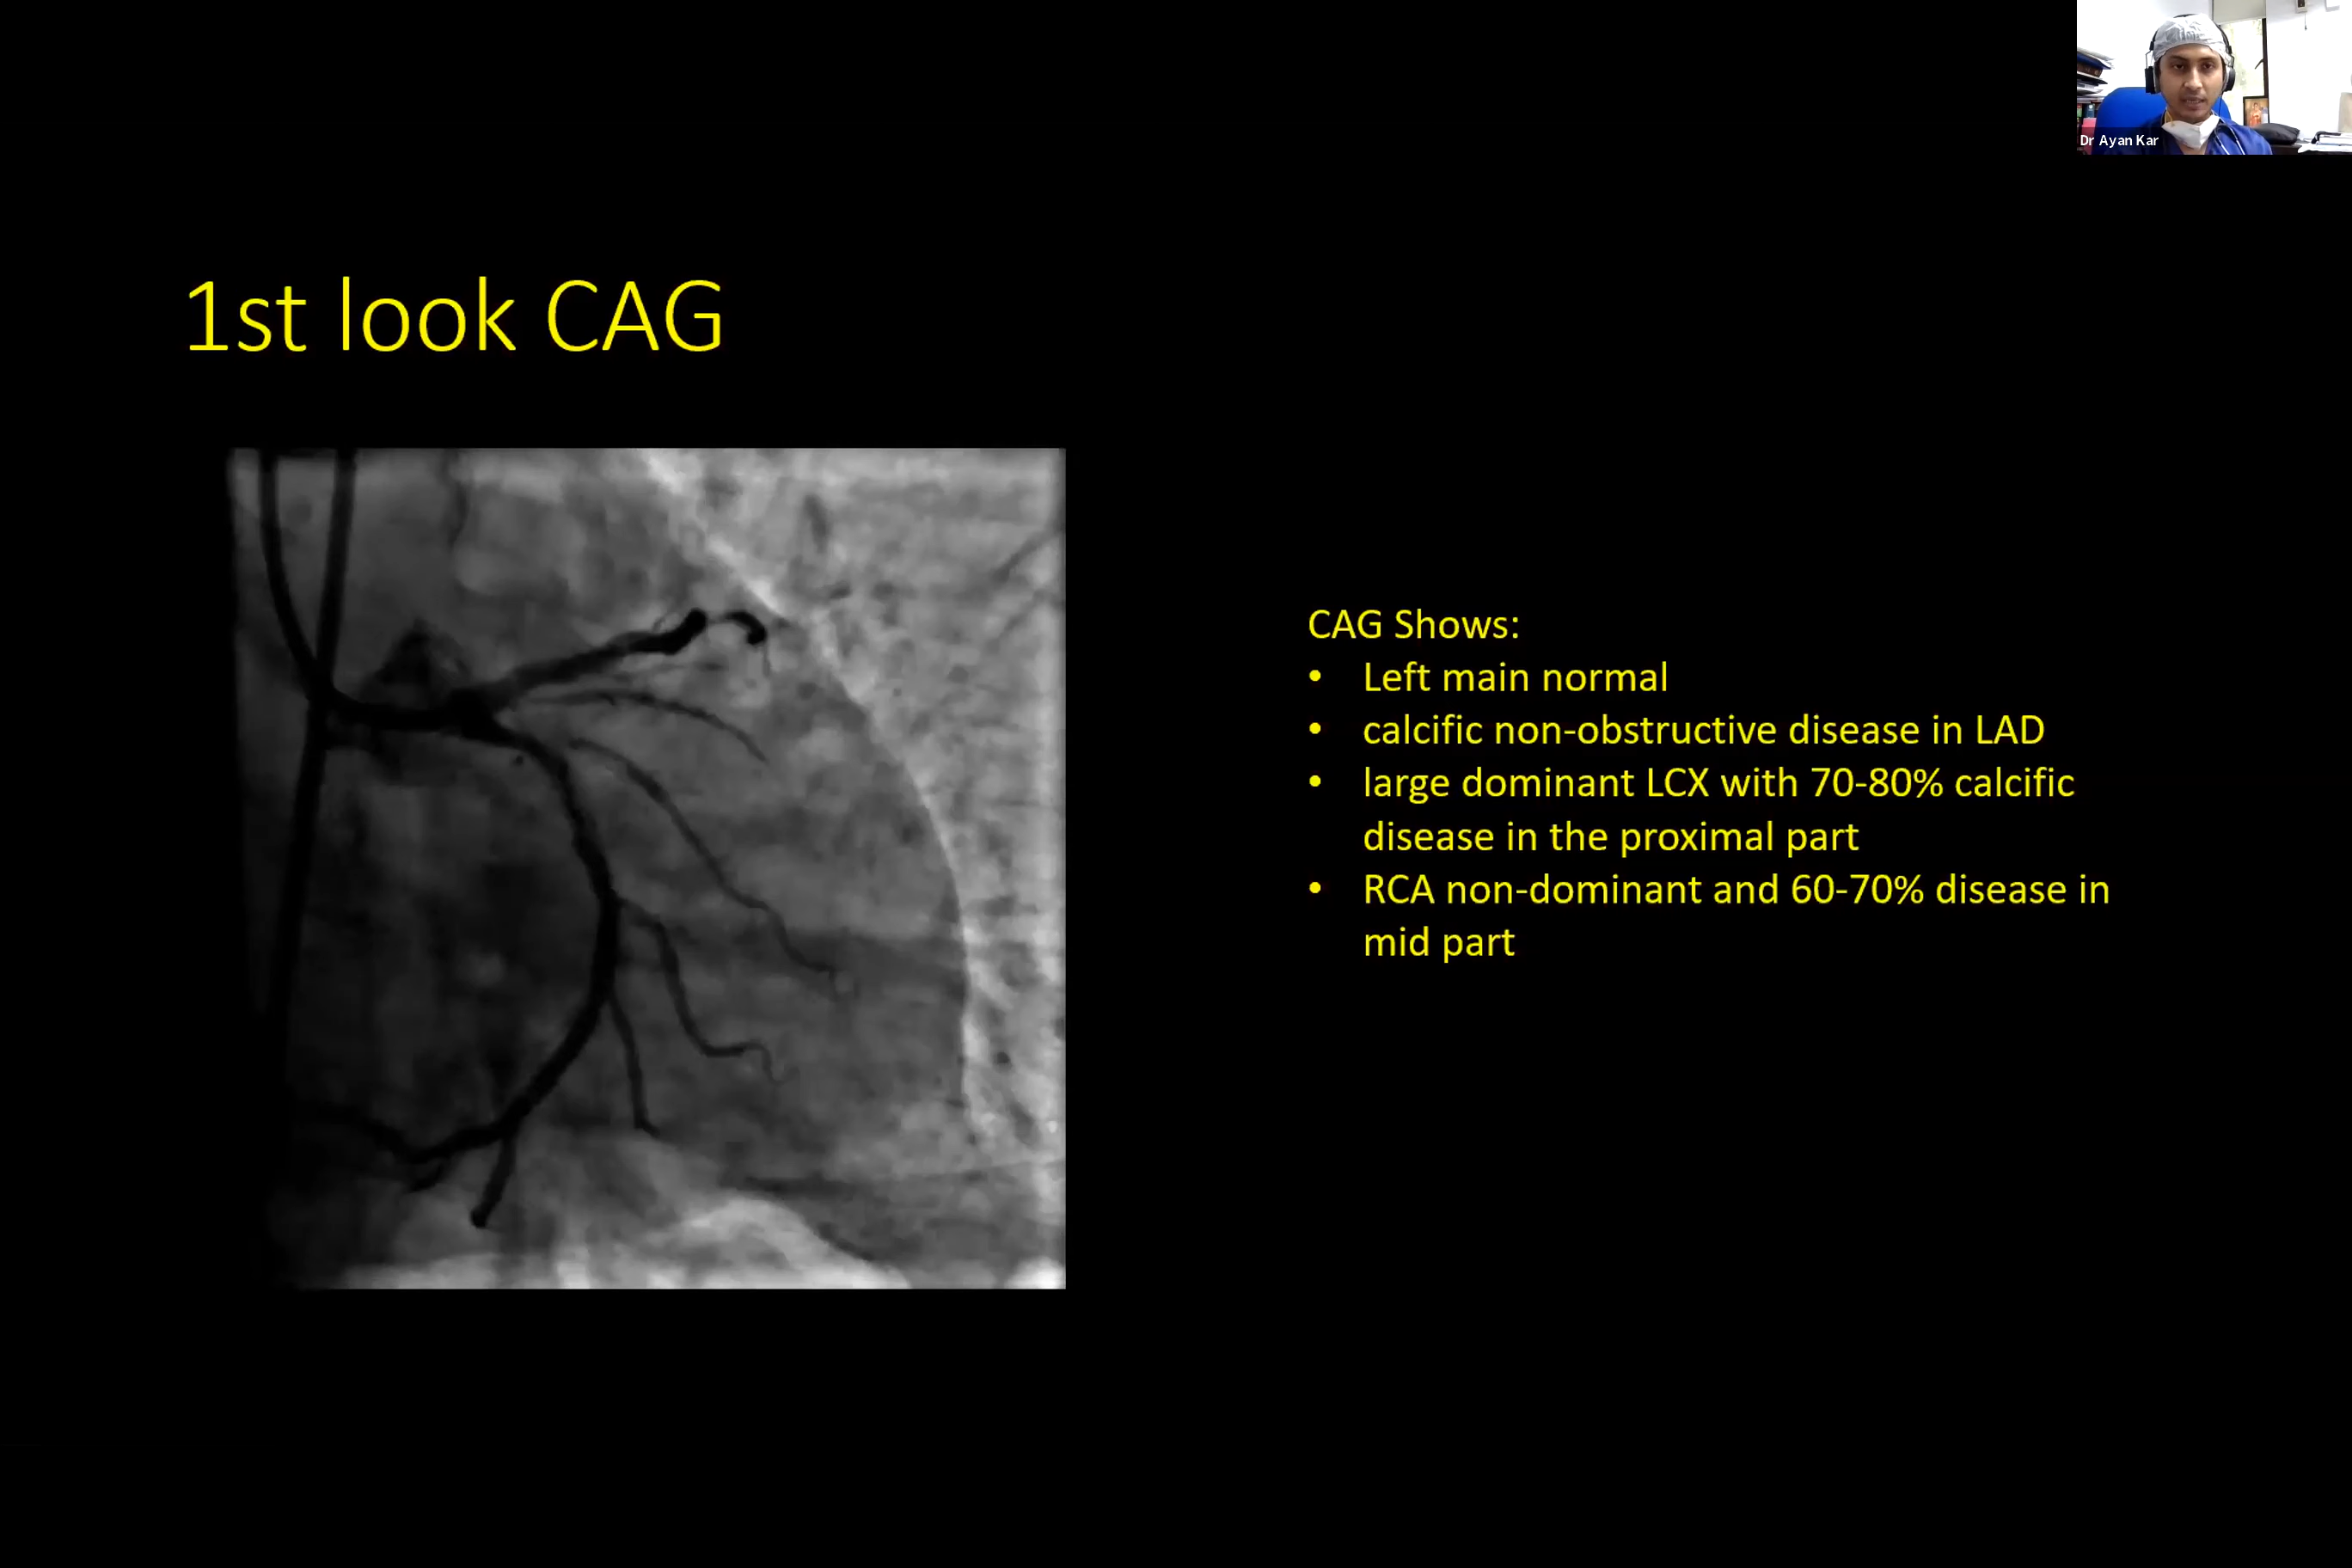 Dr Ayan Kar
1st look CAG
CAG Shows:
• Left main normal
• calcific non-obstructive disease in LAD
• large dominant LCX with 70-80% calcific
disease in the proximal part
• RCA non-dominant and 60-70% disease in
mid part